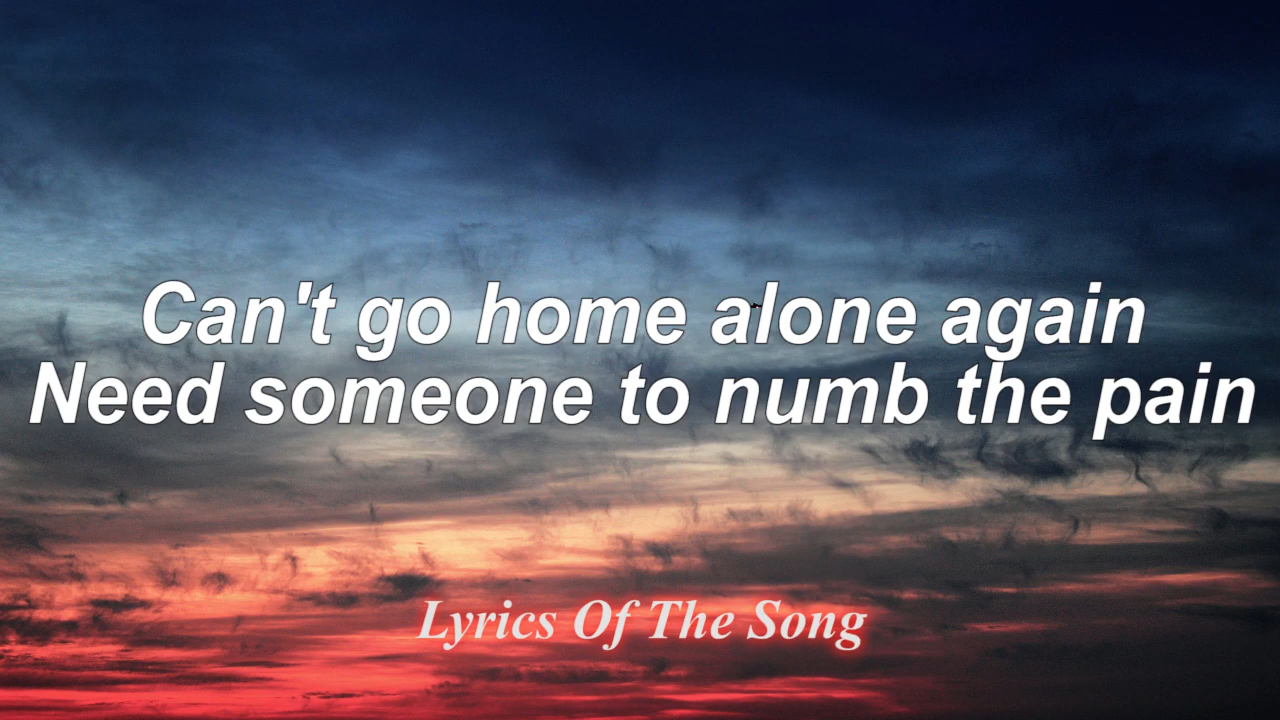 Can't go home alone again
Need someone to numb the pain
Lyrics Of The Song